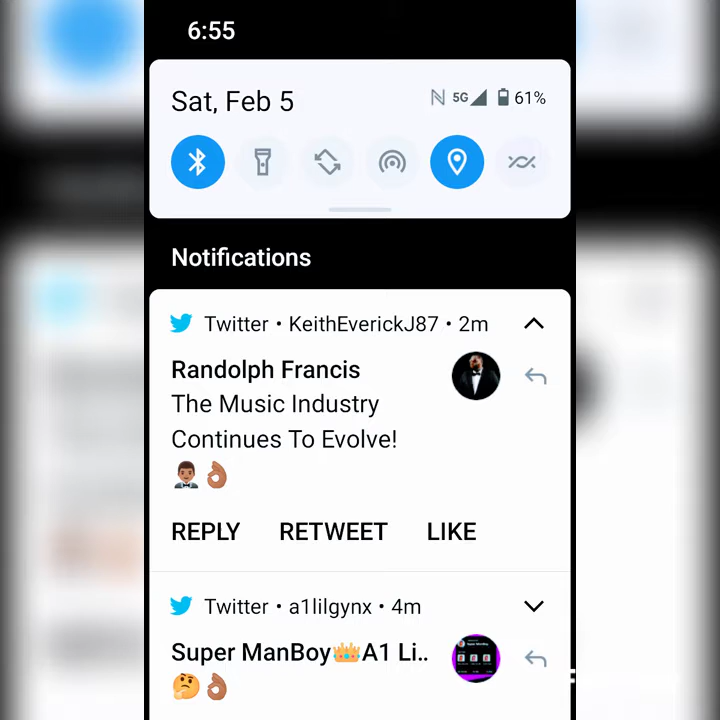 6:55
Sat, Feb 5
5G 61%
Notifications
Twitter • KeithEverickJ87 • 2m
Randolph Francis
The Music Industry
Continues To Evolve!
🤵🏽‍♂️👌🏽
REPLY RETWEET LIKE
Twitter • a1lilgynx • 4m
Super ManBoy👑A1 Li..
🤔👌🏽